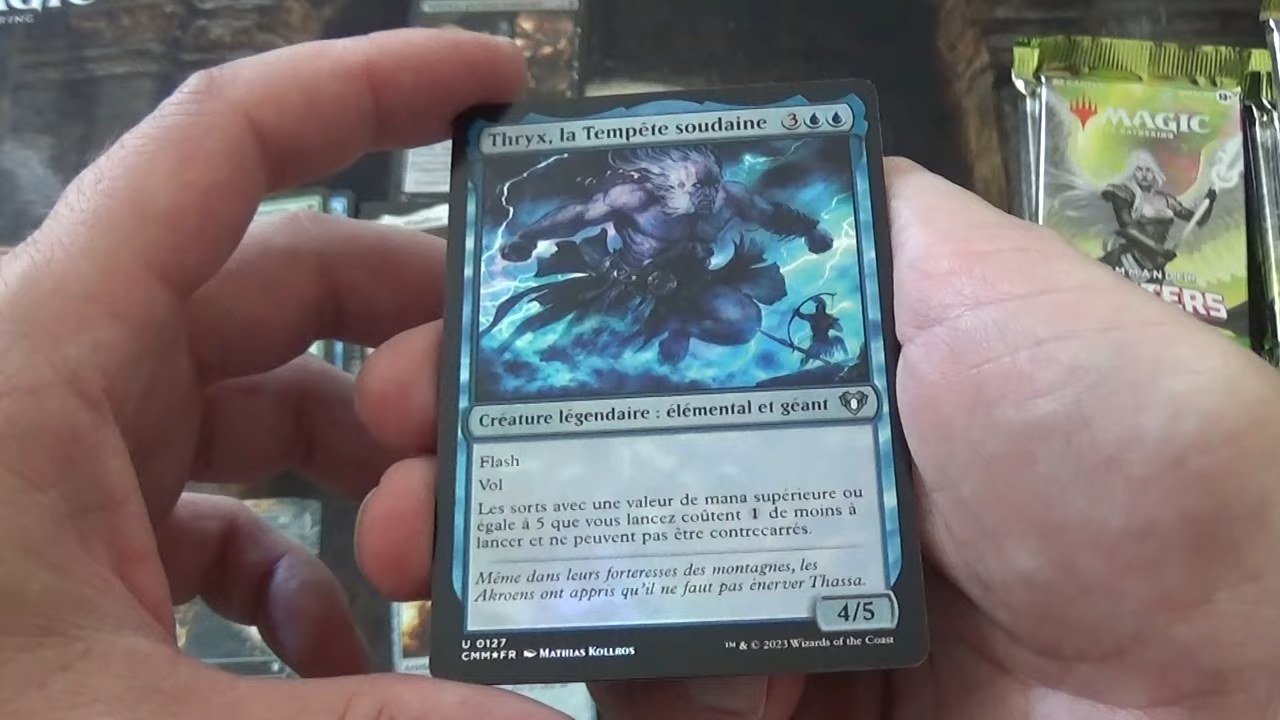 Thryx, la Tempête soudaine 3
Créature légendaire : élémental et géant
Flash
Vol
Les sorts avec une valeur de mana supérieure ou
égale à 5 que vous lancez coûtent 1 de moins à
lancer et ne peuvent pas être contrecarrés.
Même dans leurs forteresses des montagnes, les
Akroens ont appris qu'il ne faut pas énerver Thassa.
4/5
U 0127
CMM★FR Mathias Kollros
™ & © 2023 Wizards of the Coast
MAGIC